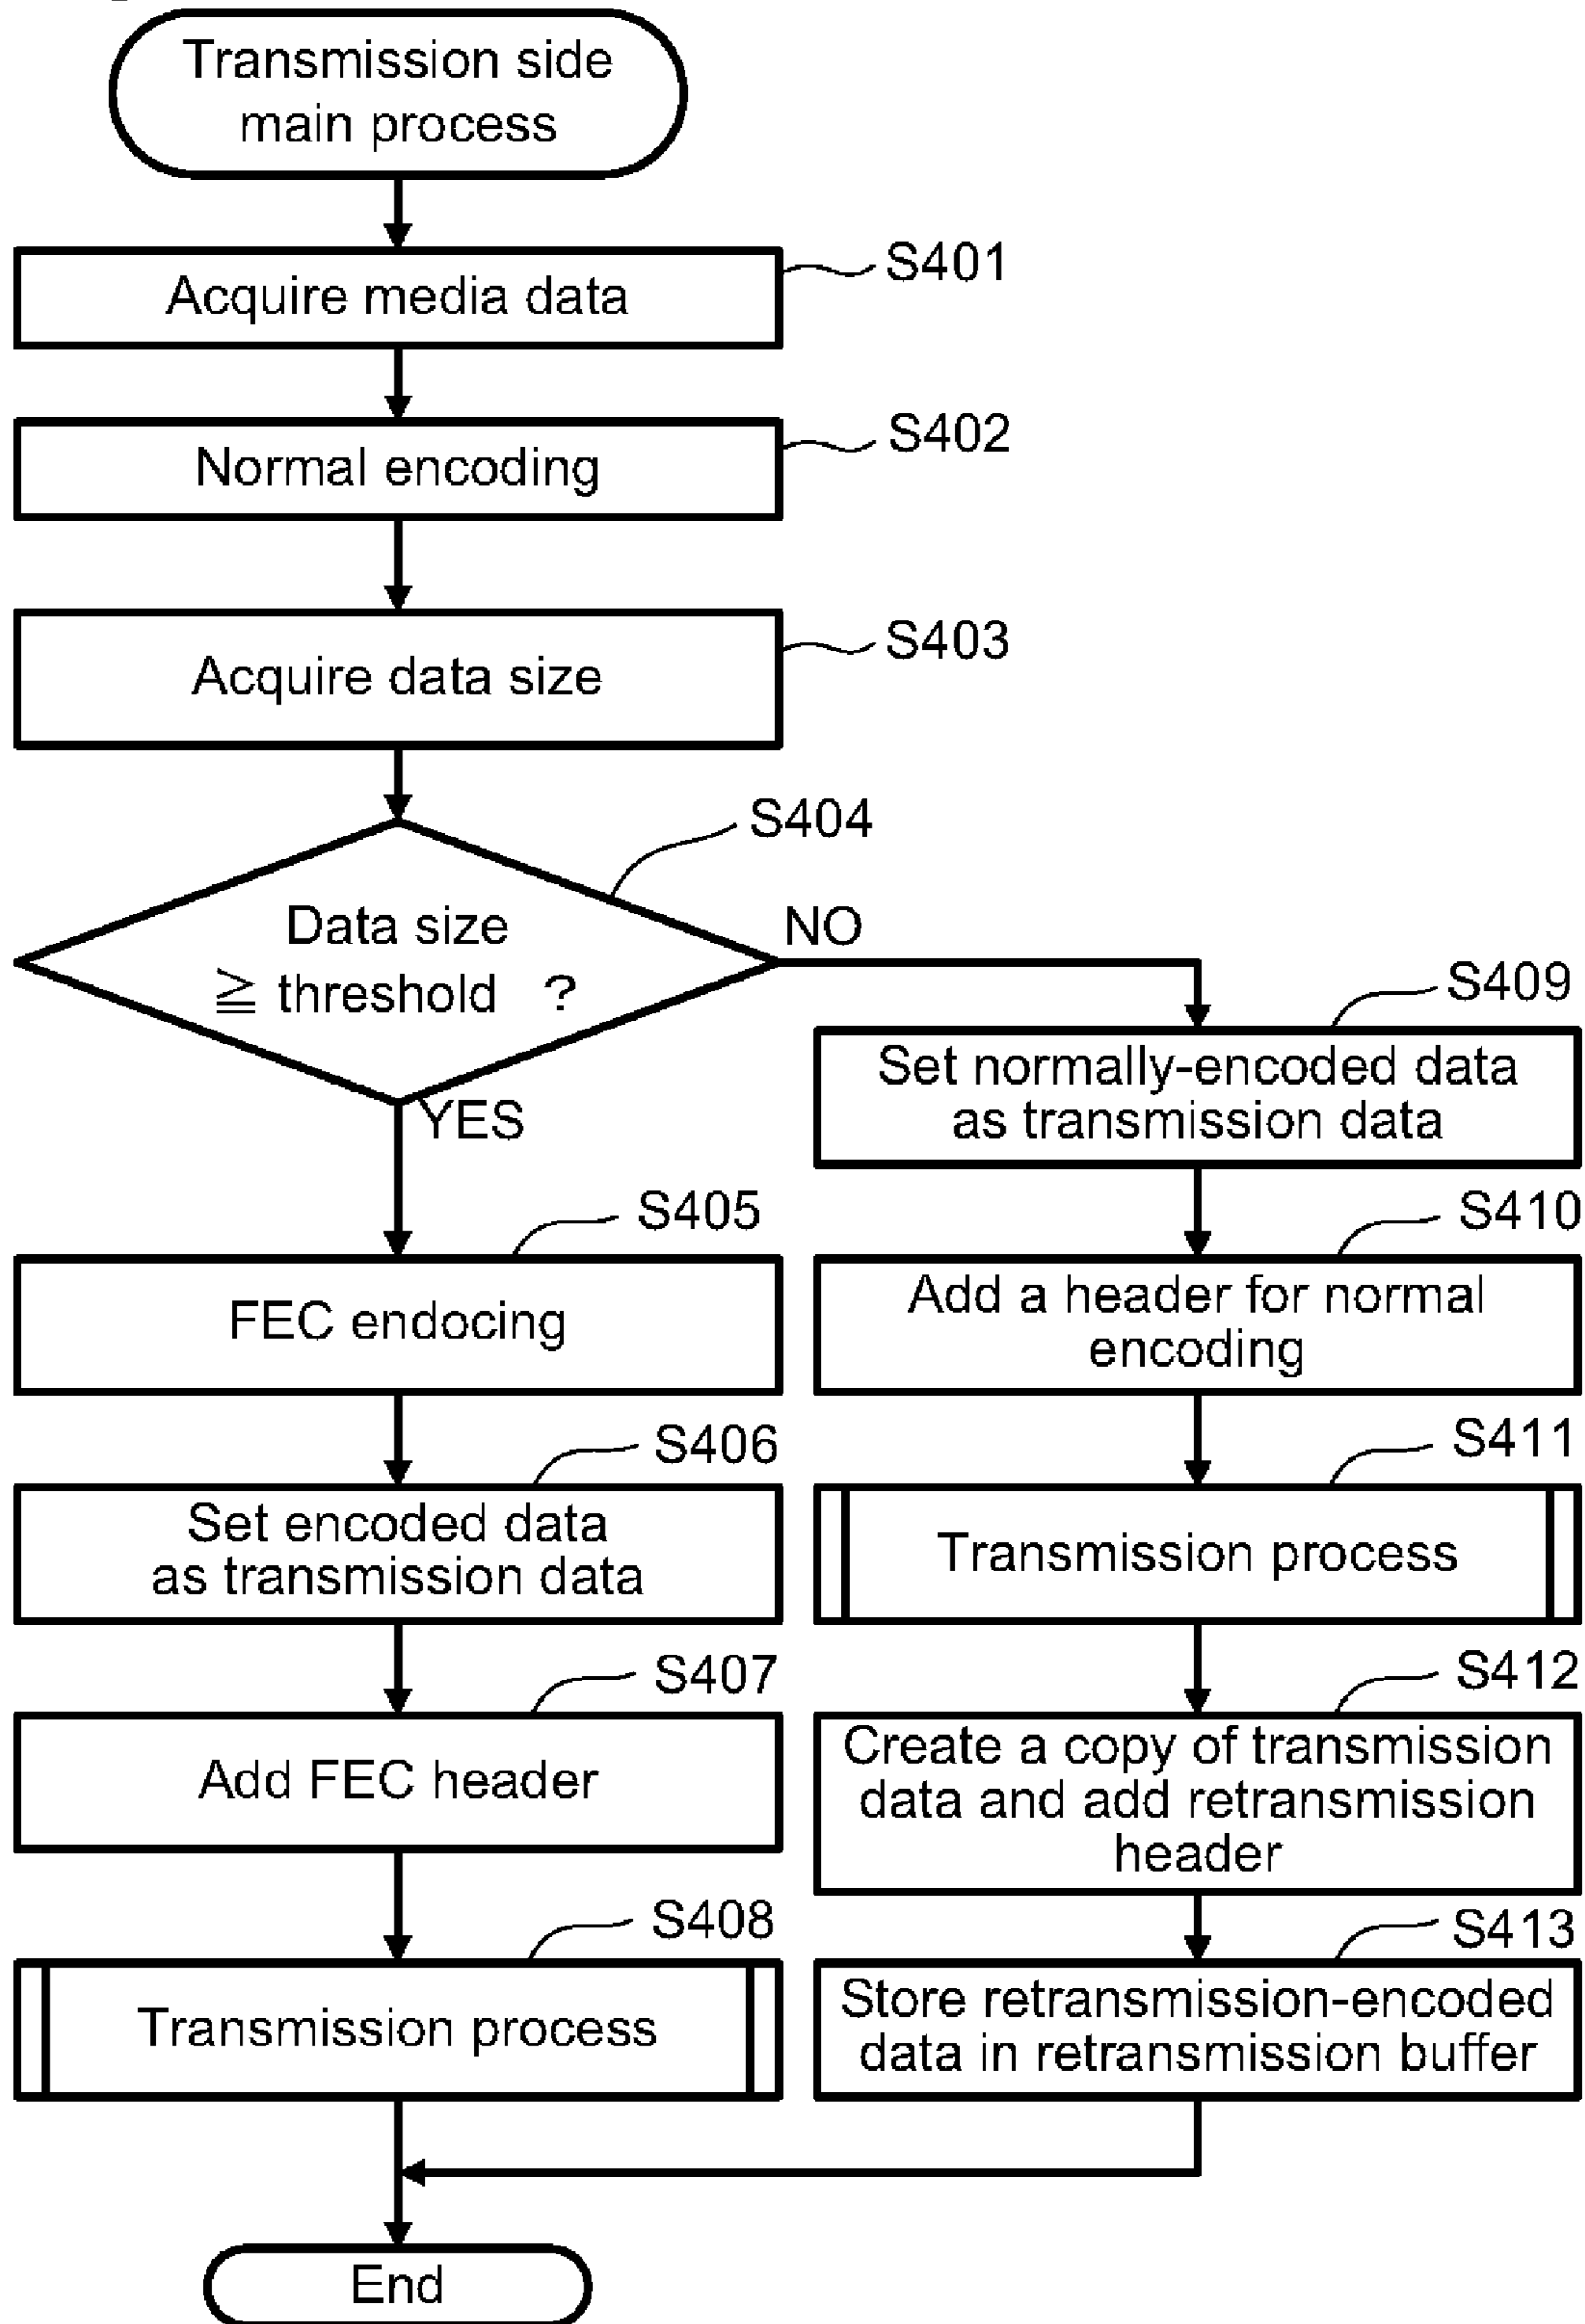 Transmission side
main process
S401
Acquire media data
S402
Normal encoding
S403
Acquire data size
S404
Data size
≧ threshold ?
NO
YES
S405
FEC endocing
S406
Set encoded data
as transmission data
S407
Add FEC header
S408
Transmission process
S409
Set normally-encoded data
as transmission data
S410
Add a header for normal
encoding
S411
Transmission process
S412
Create a copy of transmission
data and add retransmission
header
S413
Store retransmission-encoded
data in retransmission buffer
End